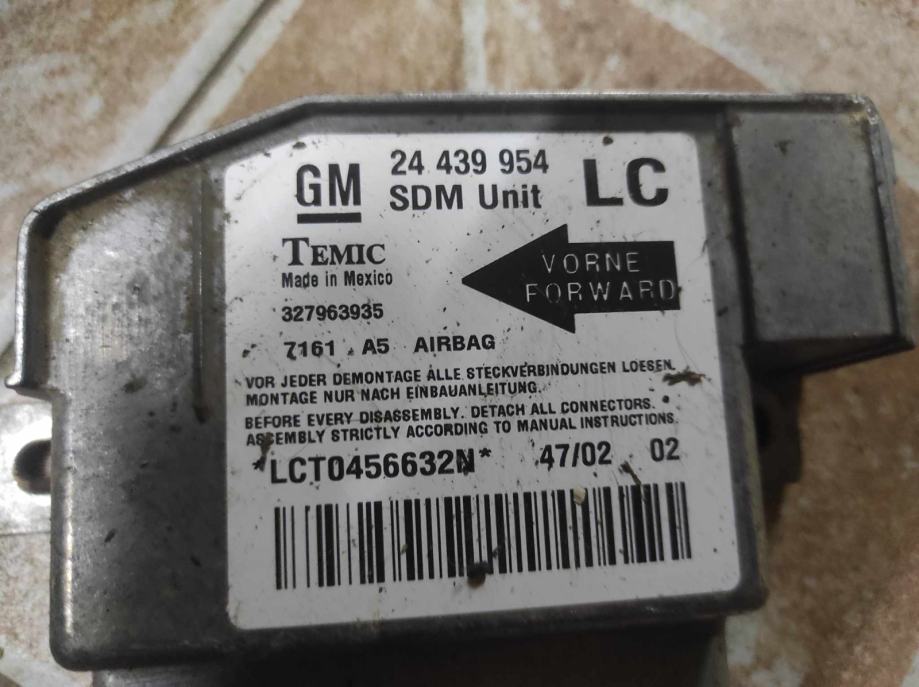 GM 24 439 954 LC
SDM Unit
TEMIC
Made in Mexico
VORNE
FORWARD
327963935
7161 A5 AIRBAG
VOR JEDER DEMONTAGE ALLE STECKVERBINDUNGEN LOESEN.
MONTAGE NUR NACH EINBAUANLEITUNG.
BEFORE EVERY DISASSEMBLY. DETACH ALL CONNECTORS.
ASSEMBLY STRICTLY ACCORDING TO MANUAL INSTRUCTIONS.
*LCT0456632N* 47/02 02